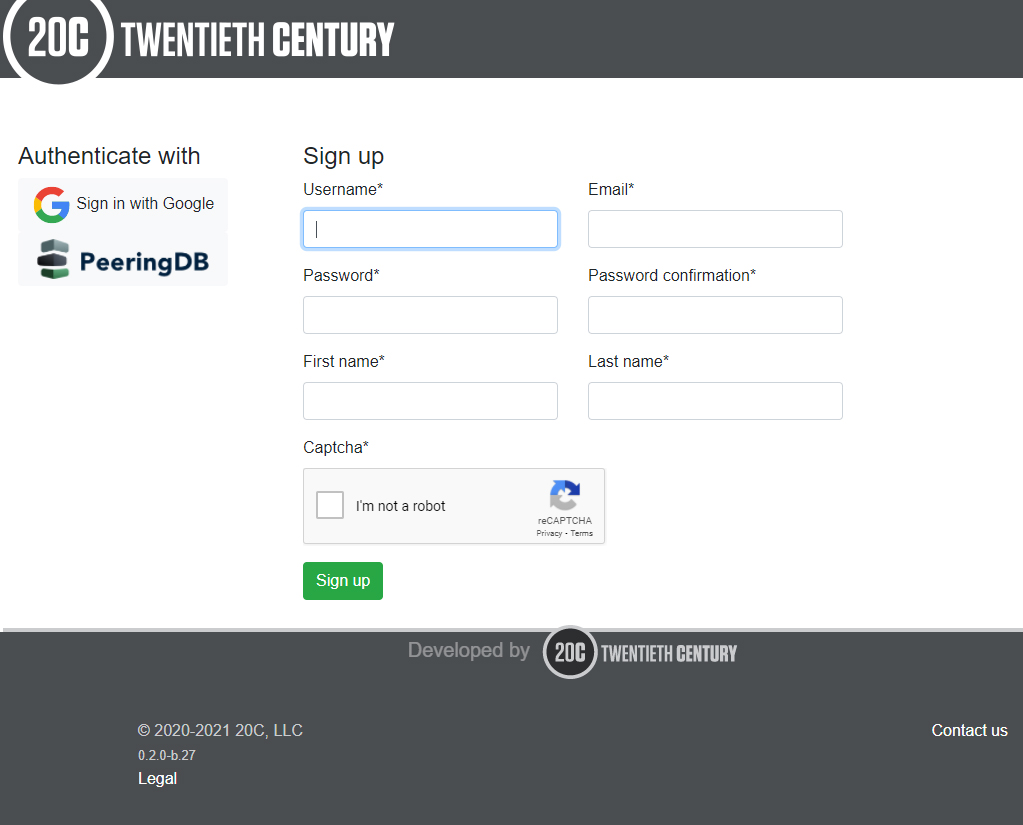 20C TWENTIETH CENTURY
Authenticate with
Sign in with Google
PeeringDB
Sign up
Username* Email*
Password* Password confirmation*
First name* Last name*
Captcha*
I'm not a robot
reCAPTCHA
Privacy - Terms
Sign up
Developed by 20C TWENTIETH CENTURY
© 2020-2021 20C, LLC
0.2.0-b.27
Legal
Contact us